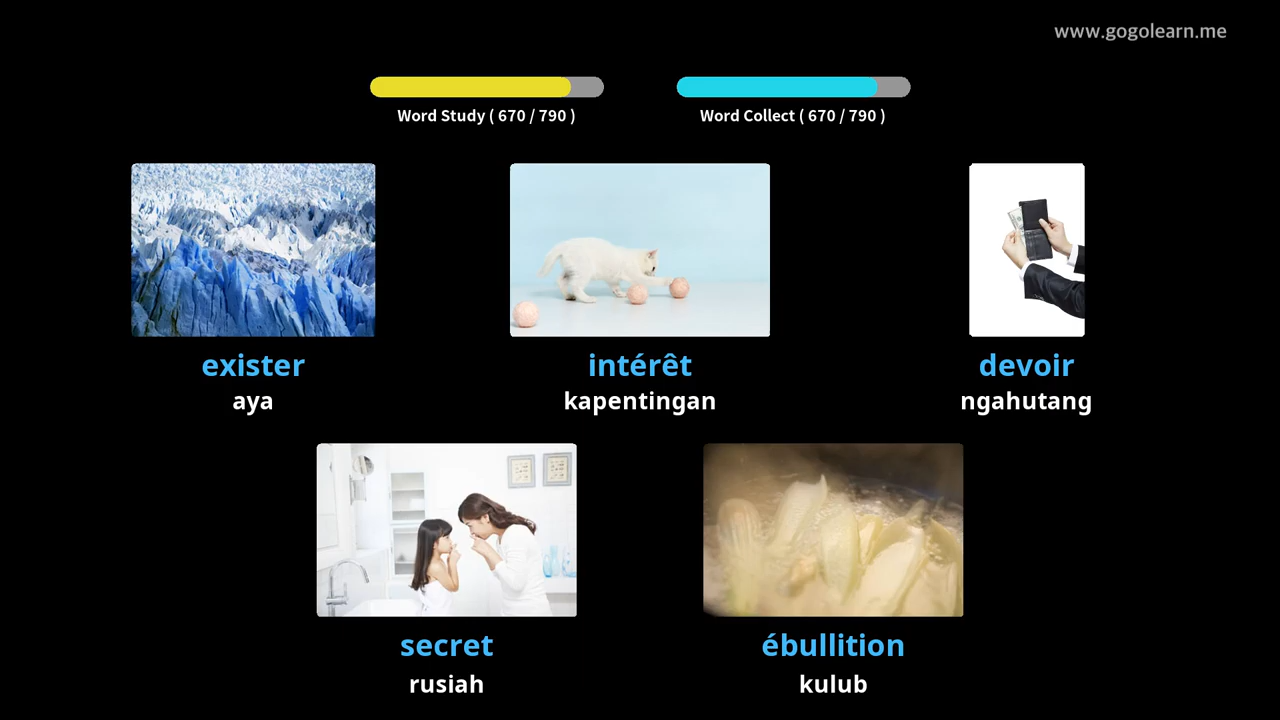 www.gogolearn.me
Word Study ( 670 / 790 )
Word Collect ( 670 / 790 )
exister
aya
intérêt
kapentingan
devoir
ngahutang
secret
rusiah
ébullition
kulub